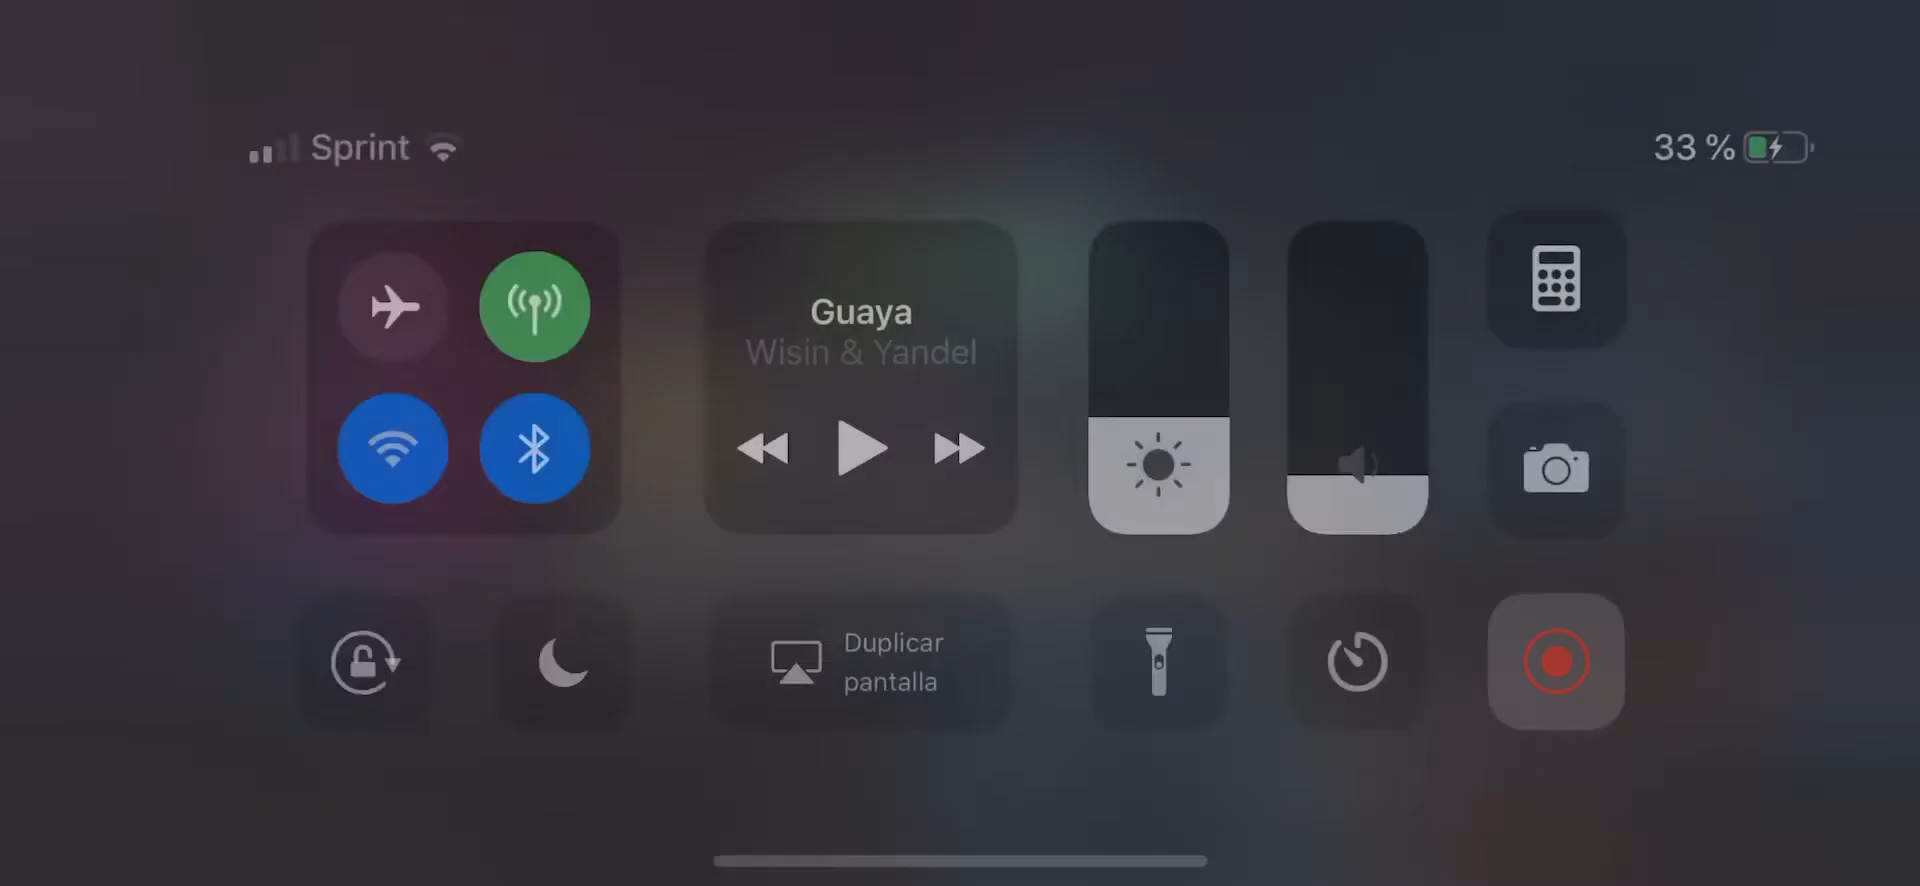 Sprint
33 %
Guaya
Wisin & Yandel
Duplicar
pantalla